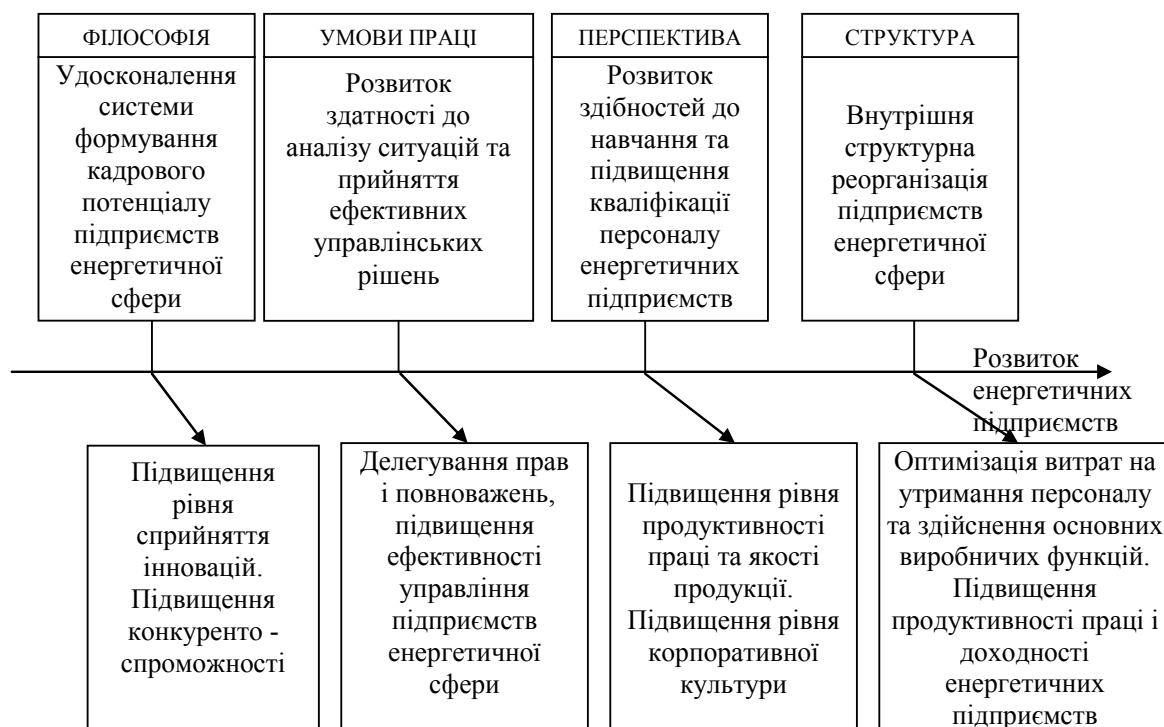 ФІЛОСОФІЯ
Удосконалення
системи
формування
кадрового
потенціалу
підприємств
енергетичної
сфери
УМОВИ ПРАЦІ
Розвиток
здатності до
аналізу ситуацій та
прийняття
ефективних
управлінських
рішень
ПЕРСПЕКТИВА
Розвиток
здібностей до
навчання та
підвищення
кваліфікації
персоналу
енергетичних
підприємств
СТРУКТУРА
Внутрішня
структурна
реорганізація
підприємств
енергетичної
сфери
Розвиток
енергетичних
підприємств
Підвищення
рівня
сприйняття
інновацій.
Підвищення
конкуренто -
спроможності
Делегування прав
і повноважень,
підвищення
ефективності
управління
підприємств
енергетичної
сфери
Підвищення рівня
продуктивності
праці та якості
продукції.
Підвищення рівня
корпоративної
культури
Оптимізація витрат на
утримання персоналу
та здійснення основних
виробничих функцій.
Підвищення
продуктивності праці і
доходності
енергетичних
підприємств